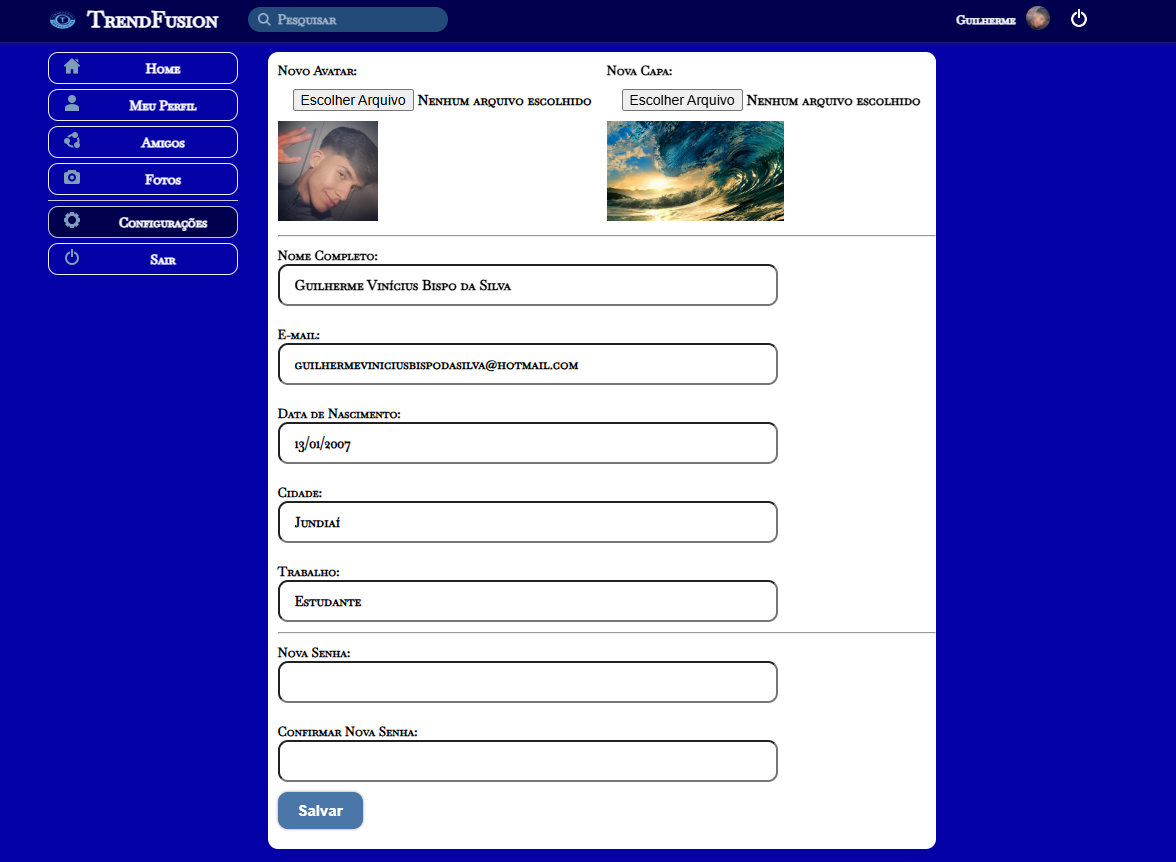 TrendFusion
Pesquisar
Guilherme
Home
Meu Perfil
Amigos
Fotos
Configurações
Sair
Novo Avatar:
Nova Capa:
Escolher Arquivo Nenhum arquivo escolhido
Escolher Arquivo Nenhum arquivo escolhido
Nome Completo:
Guilherme Vinícius Bispo da Silva
E-mail:
guilhermeviniciusbispodasilva@hotmail.com
Data de Nascimento:
13/01/2007
Cidade:
Jundiaí
Trabalho:
Estudante
Nova Senha:
Confirmar Nova Senha:
Salvar